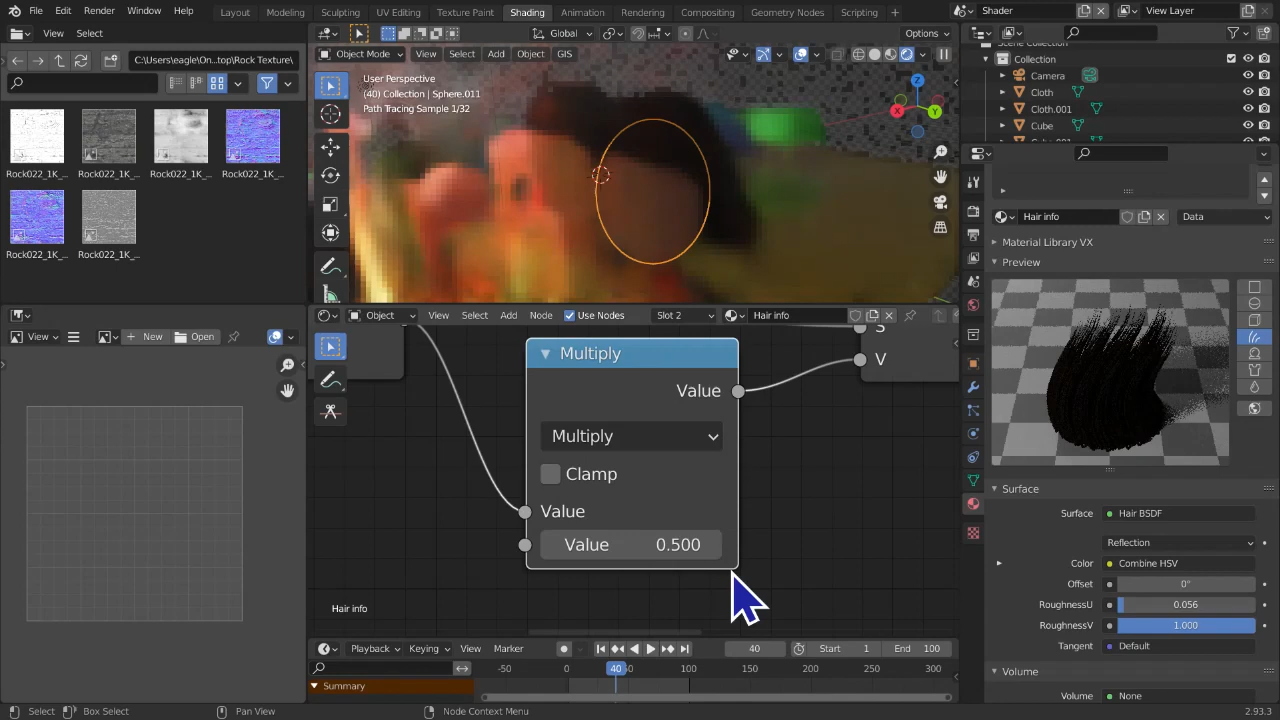 File Edit Render Window Help Layout Modeling Sculpting UV Editing Texture Paint Shading Animation Rendering Compositing Geometry Nodes Scripting + Shader View Layer
View Select Global Options
C:\Users\eagle\On...top\Rock Texture\ Object Mode View Select Add Object GIS
User Perspective
(40) Collection | Sphere.011
Path Tracing Sample 1/32
Z
X
Y
Rock022_1K_... Rock022_1K_... Rock022_1K_... Rock022_1K_...
Rock022_1K_... Rock022_1K_...
Scene Collection
Collection
Camera
Cloth
Cloth.001
Cube
Hair info Data
Material Library VX
Preview
View New Open Object View Select Add Node Use Nodes Slot 2 Hair info
S
V
Multiply
Value
Multiply
Clamp
Value
Value 0.500
Hair info
Surface
Surface Hair BSDF
Reflection
Color Combine HSV
Offset 0°
RoughnessU 0.056
RoughnessV 1.000
Tangent Default
Volume
Volume None
Playback Keying View Marker 40 Start 1 End 100
-50 0 40 50 100 150 200 250 300
Summary
Select Box Select Pan View Node Context Menu 2.93.3